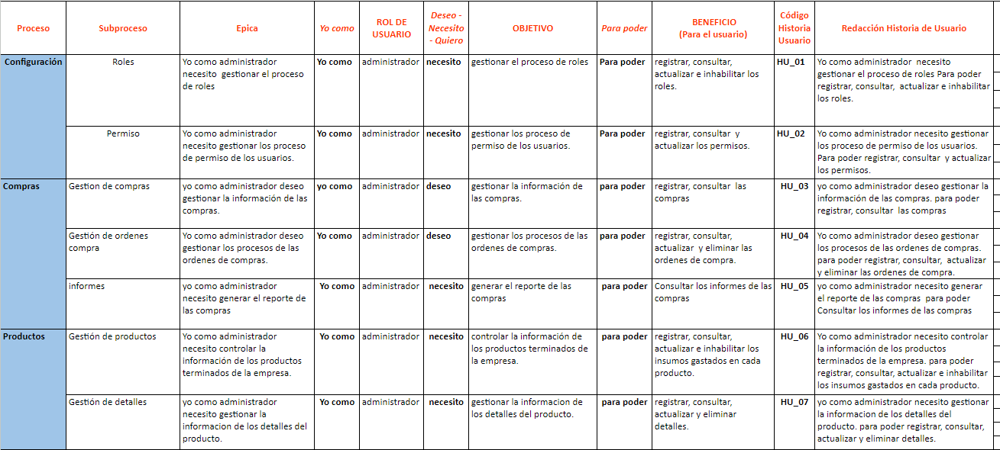 Proceso
Subproceso
Epica
Yo como
ROL DE
USUARIO
Deseo -
Necesito
- Quiero
OBJETIVO
Para poder
BENEFICIO
(Para el usuario)
Código
Historia
Usuario
Redacción Historia de Usuario
Configuración
Roles
Yo como administrador
necesito  gestionar el proceso
de roles
Yo como
administrador
necesito
gestionar el proceso de roles
Para poder
registrar, consultar,
actualizar e inhabilitar los
roles.
HU_01
Yo como administrador  necesito
gestionar el proceso de roles Para poder
registrar, consultar,  actualizar e inhabilitar
los roles.
Permiso
Yo como administrador
necesito gestionar los proceso
de permiso de los usuarios.
Yo como
administrador
necesito
gestionar los proceso de
permiso de los usuarios.
Para poder
registrar, consultar  y
actualizar los permisos.
HU_02
Yo como administrador necesito gestionar
los proceso de permiso de los usuarios.
Para poder registrar, consultar  y actualizar
los permisos.
Compras
Gestion de compras
yo como administrador deseo
gestionar la información de las
compras.
yo como
administrador
deseo
gestionar la información de
las compras.
para poder
registrar, consultar  las
compras
HU_03
yo como administrador deseo gestionar la
información de las compras. para poder
registrar, consultar  las compras
Gestión de ordenes
compra
Yo como administrador deseo
gestionar los procesos de las
ordenes de compras.
Yo como
administrador
deseo
gestionar los procesos de las
ordenes de compras.
para poder
registrar, consultar,
actualizar  y eliminar las
ordenes de compra.
HU_04
Yo como administrador deseo gestionar
los procesos de las ordenes de compras.
para poder registrar, consultar,  actualizar
y eliminar las ordenes de compra.
informes
yo como administrador
necesito generar el reporte de
las compras
Yo como
administrador
necesito
generar el reporte de las
compras
para poder
Consultar los informes de las
compras
HU_05
yo como administrador necesito generar
el reporte de las compras  para poder
Consultar los informes de las compras
Productos
Gestión de productos
Yo como administrador
necesito controlar la
información de los productos
terminados de la empresa.
Yo como
administrador
necesito
controlar la información de
los productos terminados de
la empresa.
para poder
registrar, consultar,
actualizar e inhabilitar los
insumos gastados en cada
producto.
HU_06
Yo como administrador necesito controlar
la información de los productos
terminados de la empresa. para poder
registrar, consultar, actualizar e inhabilitar
los insumos gastados en cada producto.
Gestión de detalles
yo como administrador
necesito gestionar la
informacion de los detalles del
producto.
Yo como
administrador
necesito
gestionar la informacion de
los detalles del producto.
para poder
registrar, consultar,
actualizar y eliminar
detalles.
HU_07
yo como administrador necesito gestionar
la informacion de los detalles del
producto. para poder registrar, consultar,
actualizar y eliminar detalles.